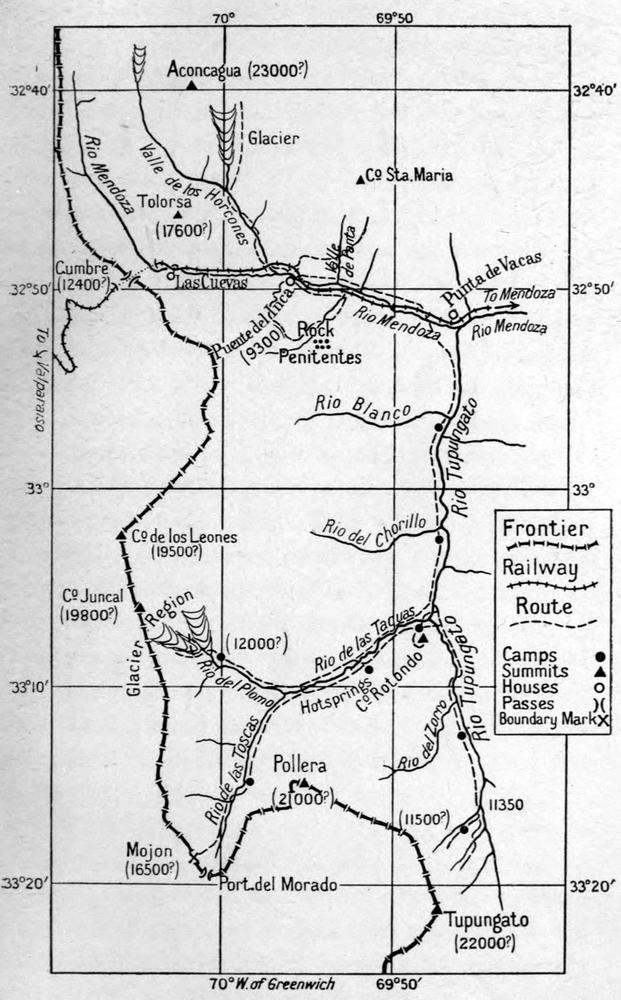 70°
69°50
32°40'
Aconcagua (23000?)
32°40'
Glacier
Rio Mendoza
Valle de los Horcones
Co Sta. Maria
Tolorsa
(17600?)
Valle
de Panta
Cumbre
(12400?)
Las Cuevas
Punta de Vacas
32°50'
To Mendoza
32°50'
Puente del Inca
(9300)
Rock
Penitentes
Rio Mendoza
Rio Mendoza
To Valparaiso
Rio Blanco
Rio Tupungato
33°
33°
Rio del Chorillo
Co de los Leones
(19500?)
Frontier
Railway
Route
Camps
Summits
Houses
Passes
Boundary Mark
Co Juncal
(19800?)
Glacier Region
(12000?)
Rio de las Taguas
Rio del Plomo
Hotsprings
Co Rotondo
Rio Tupungato
33°10
33°10'
Rio de las Toscas
Rio del Zorro
Pollera
(21000?)
(11500?)
11350
Mojon
(16500?)
33°20'
Port. del Morado
33°20'
Tupungato
(22000?)
70° W. of Greenwich
69°50'